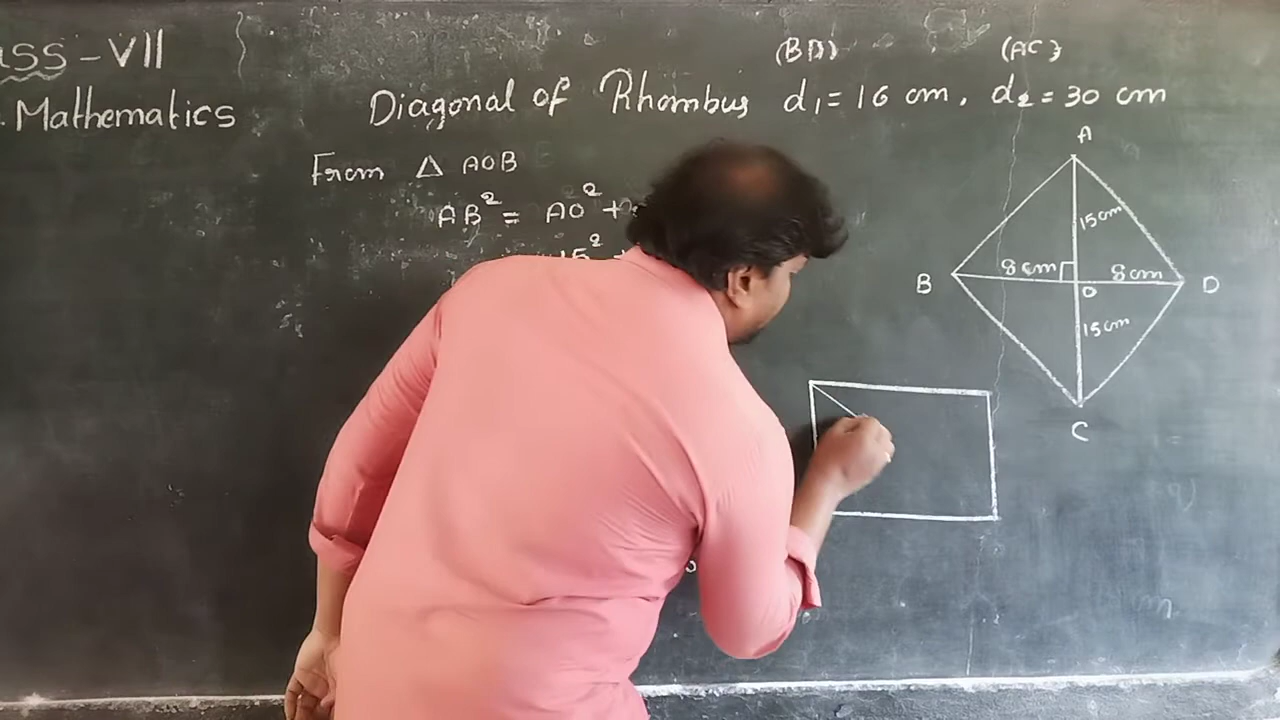 - VII
Mathematics
(BD) (AC)
Diagonal of Rhombus d1 = 16 cm, d2 = 30 cm
From △ AOB
AB² = AO² +
15²
A
15cm
8cm 8cm
B O D
15cm
C